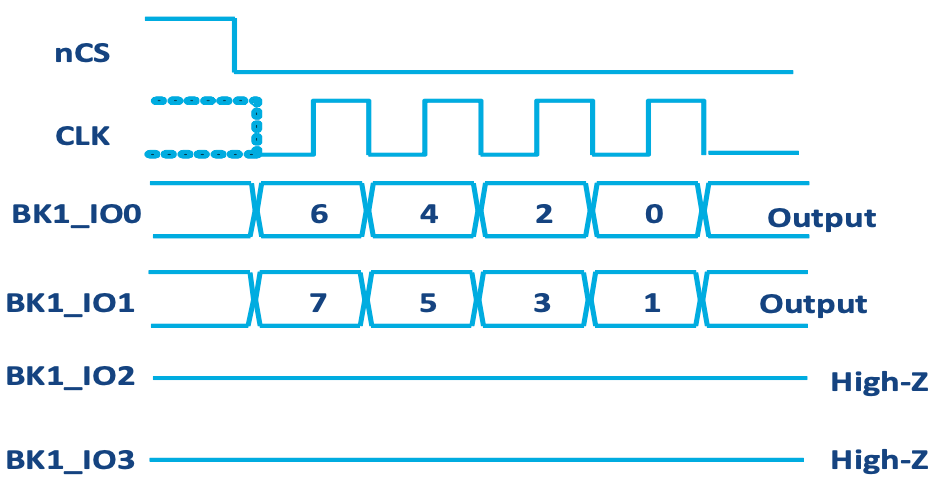 nCS
CLK
BK1_IO0 6 4 2 0 Output
BK1_IO1 7 5 3 1 Output
BK1_IO2 High-Z
BK1_IO3 High-Z